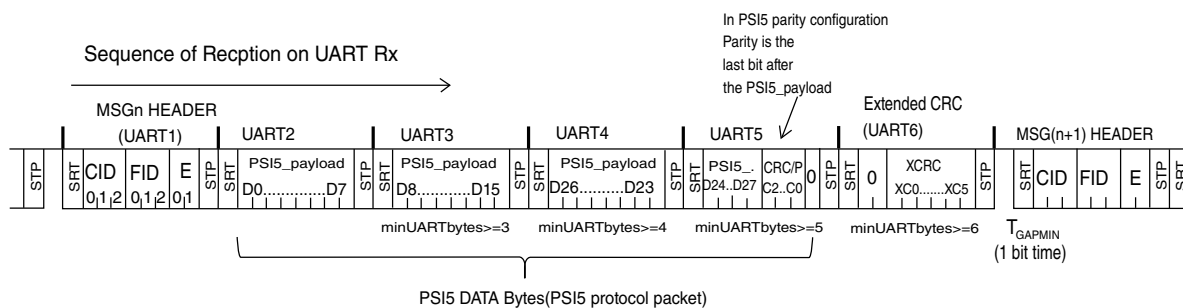 In PSI5 parity configuration
Parity is the
last bit after
the PSI5_payload
Sequence of Recption on UART Rx
MSGn HEADER
(UART1)
UART2
UART3
UART4
UART5
Extended CRC
(UART6)
MSG(n+1) HEADER
STP
SRT
CID
0 1 2
FID
0 1 2
E
0 1
STP
SRT
PSI5_payload
D0.............D7
STP
SRT
PSI5_payload
D8..........D15
STP
SRT
PSI5_payload
D26.........D23
STP
SRT
PSI5_.
D24..D27
CRC/P
C2..C0
0
STP
SRT
0
XCRC
XC0.......XC5
STP
SRT
CID
FID
E
STP
SRT
minUARTbytes>=3
minUARTbytes>=4
minUARTbytes>=5
minUARTbytes>=6
TGAPMIN
(1 bit time)
PSI5 DATA Bytes(PSI5 protocol packet)